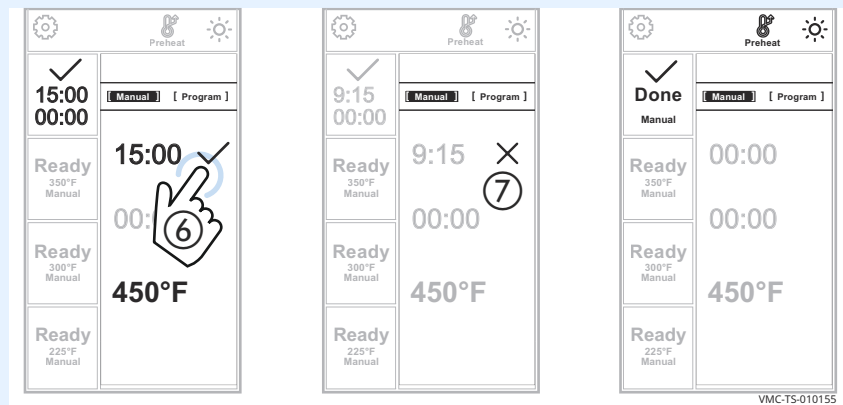 Preheat
15:00
00:00
[ Manual ] [ Program ]
15:00
Ready
350°F
Manual
00:
6
Ready
300°F
Manual
450°F
Ready
225°F
Manual
Preheat
9:15
00:00
[ Manual ] [ Program ]
9:15
7
Ready
350°F
Manual
00:00
Ready
300°F
Manual
450°F
Ready
225°F
Manual
Preheat
Done
Manual
[ Manual ] [ Program ]
00:00
Ready
350°F
Manual
00:00
Ready
300°F
Manual
450°F
Ready
225°F
Manual
VMC-TS-010155